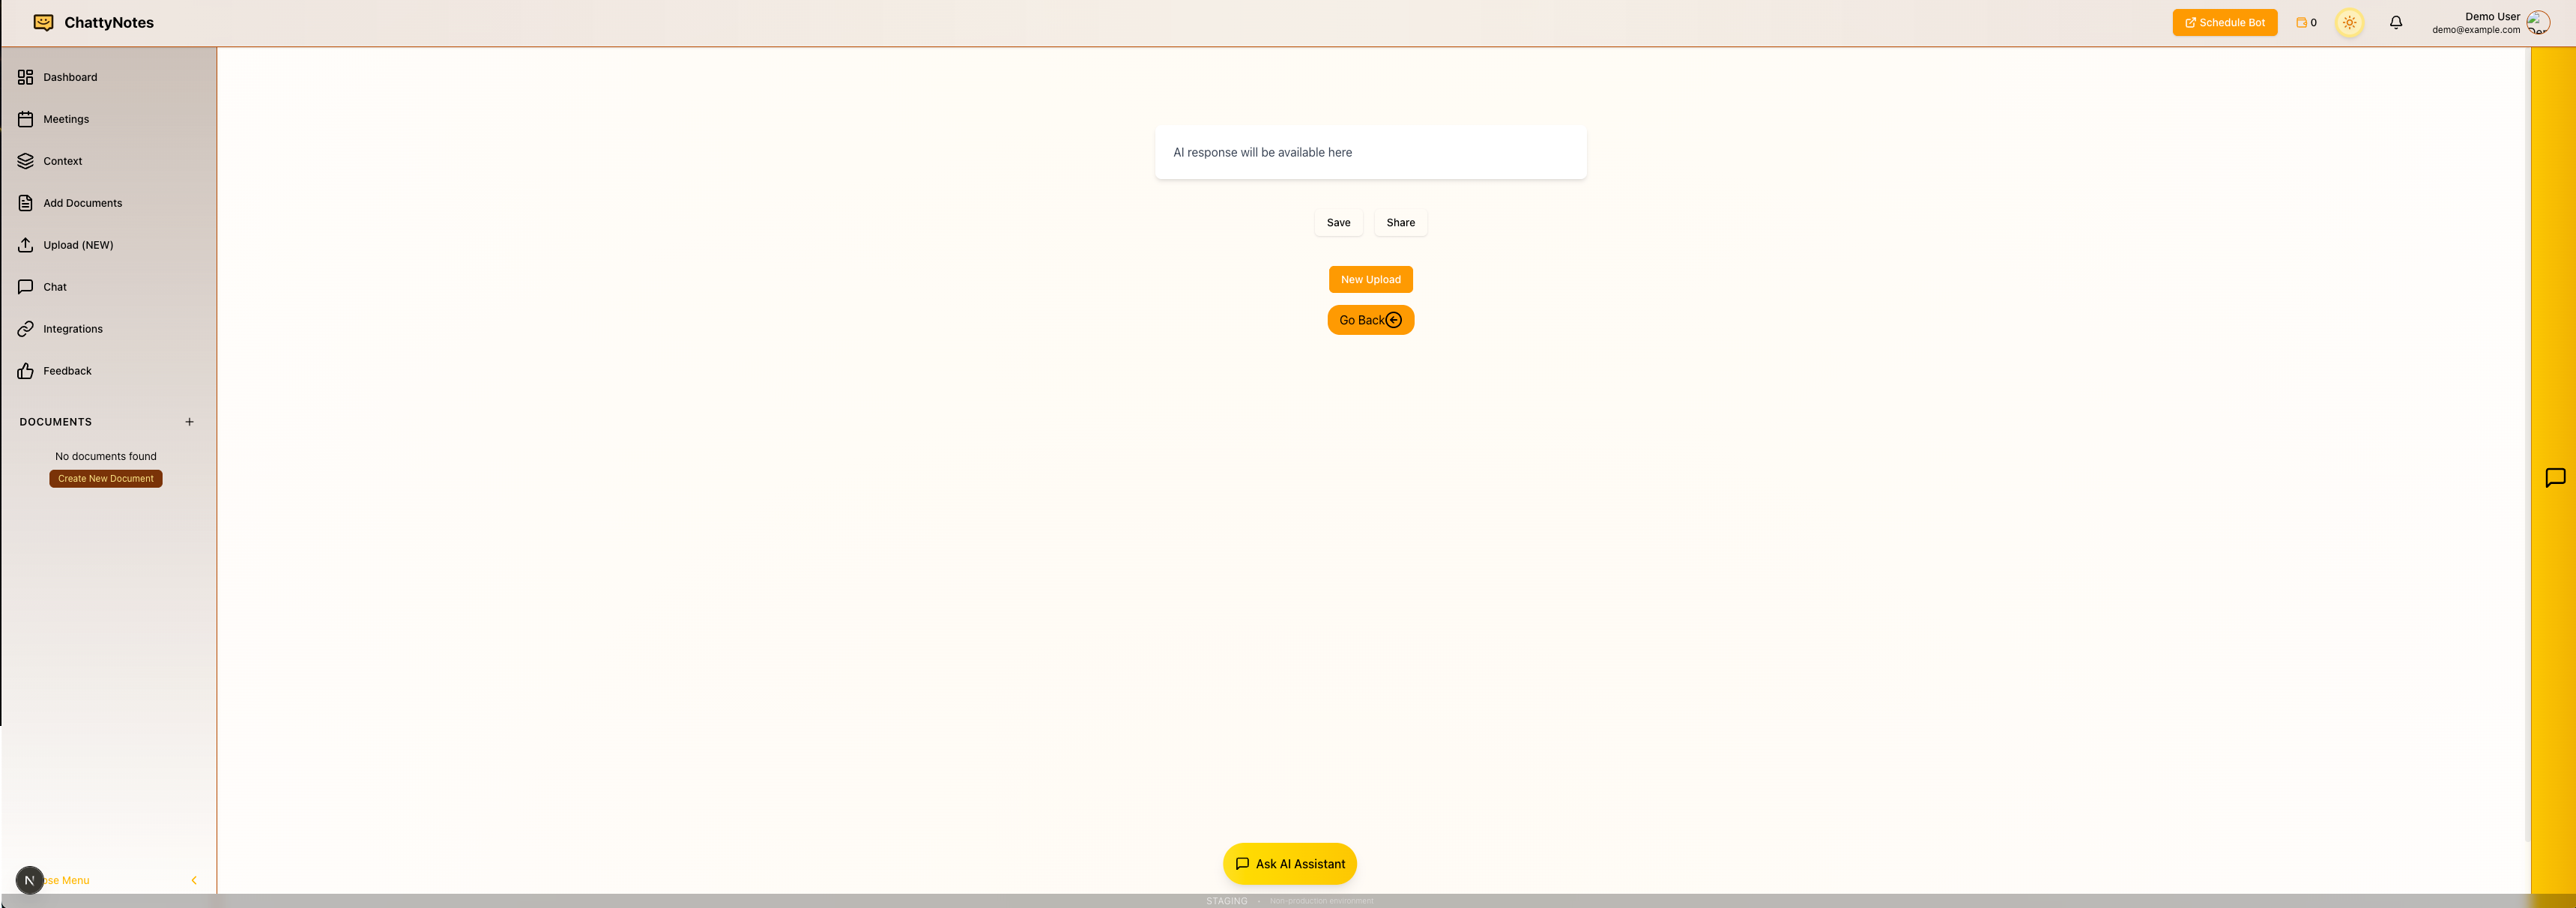 ChattyNotes
Schedule Bot
0
Demo User
demo@example.com
Dashboard
Meetings
Context
Add Documents
Upload (NEW)
Chat
Integrations
Feedback
DOCUMENTS
No documents found
Create New Document
AI response will be available here
Save Share
New Upload
Go Back
Ask AI Assistant
N
ose Menu
STAGING • Non-production environment